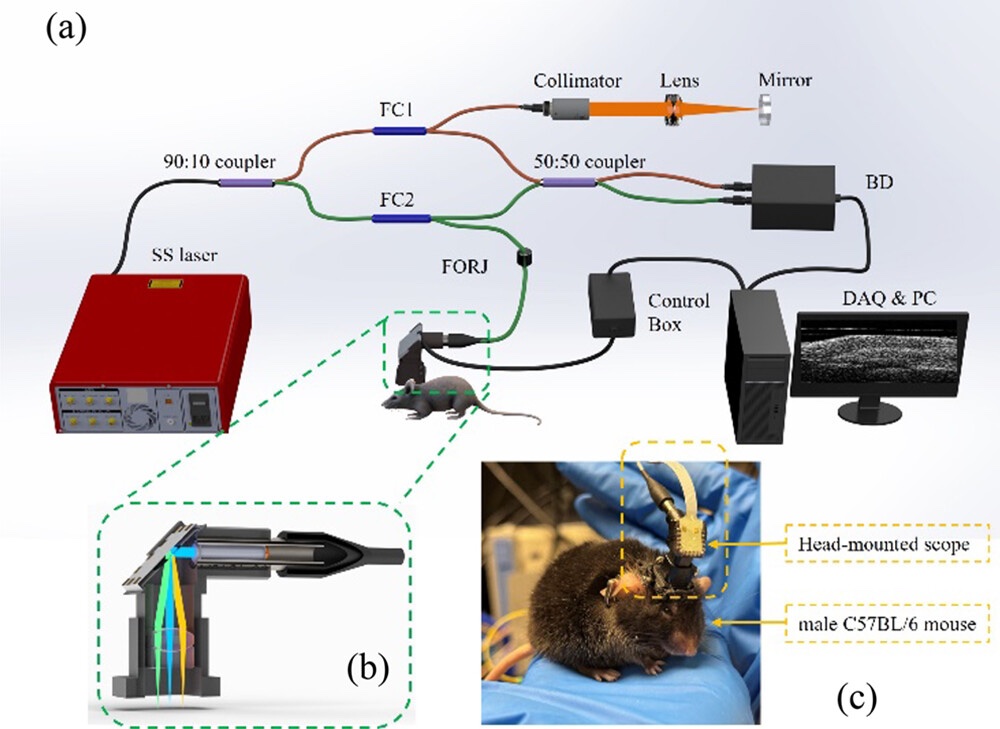 (a)
Collimator
Lens
Mirror
FC1
90:10 coupler
50:50 coupler
BD
FC2
SS laser
FORJ
Control
Box
DAQ & PC
Head-mounted scope
male C57BL/6 mouse
(b)
(c)